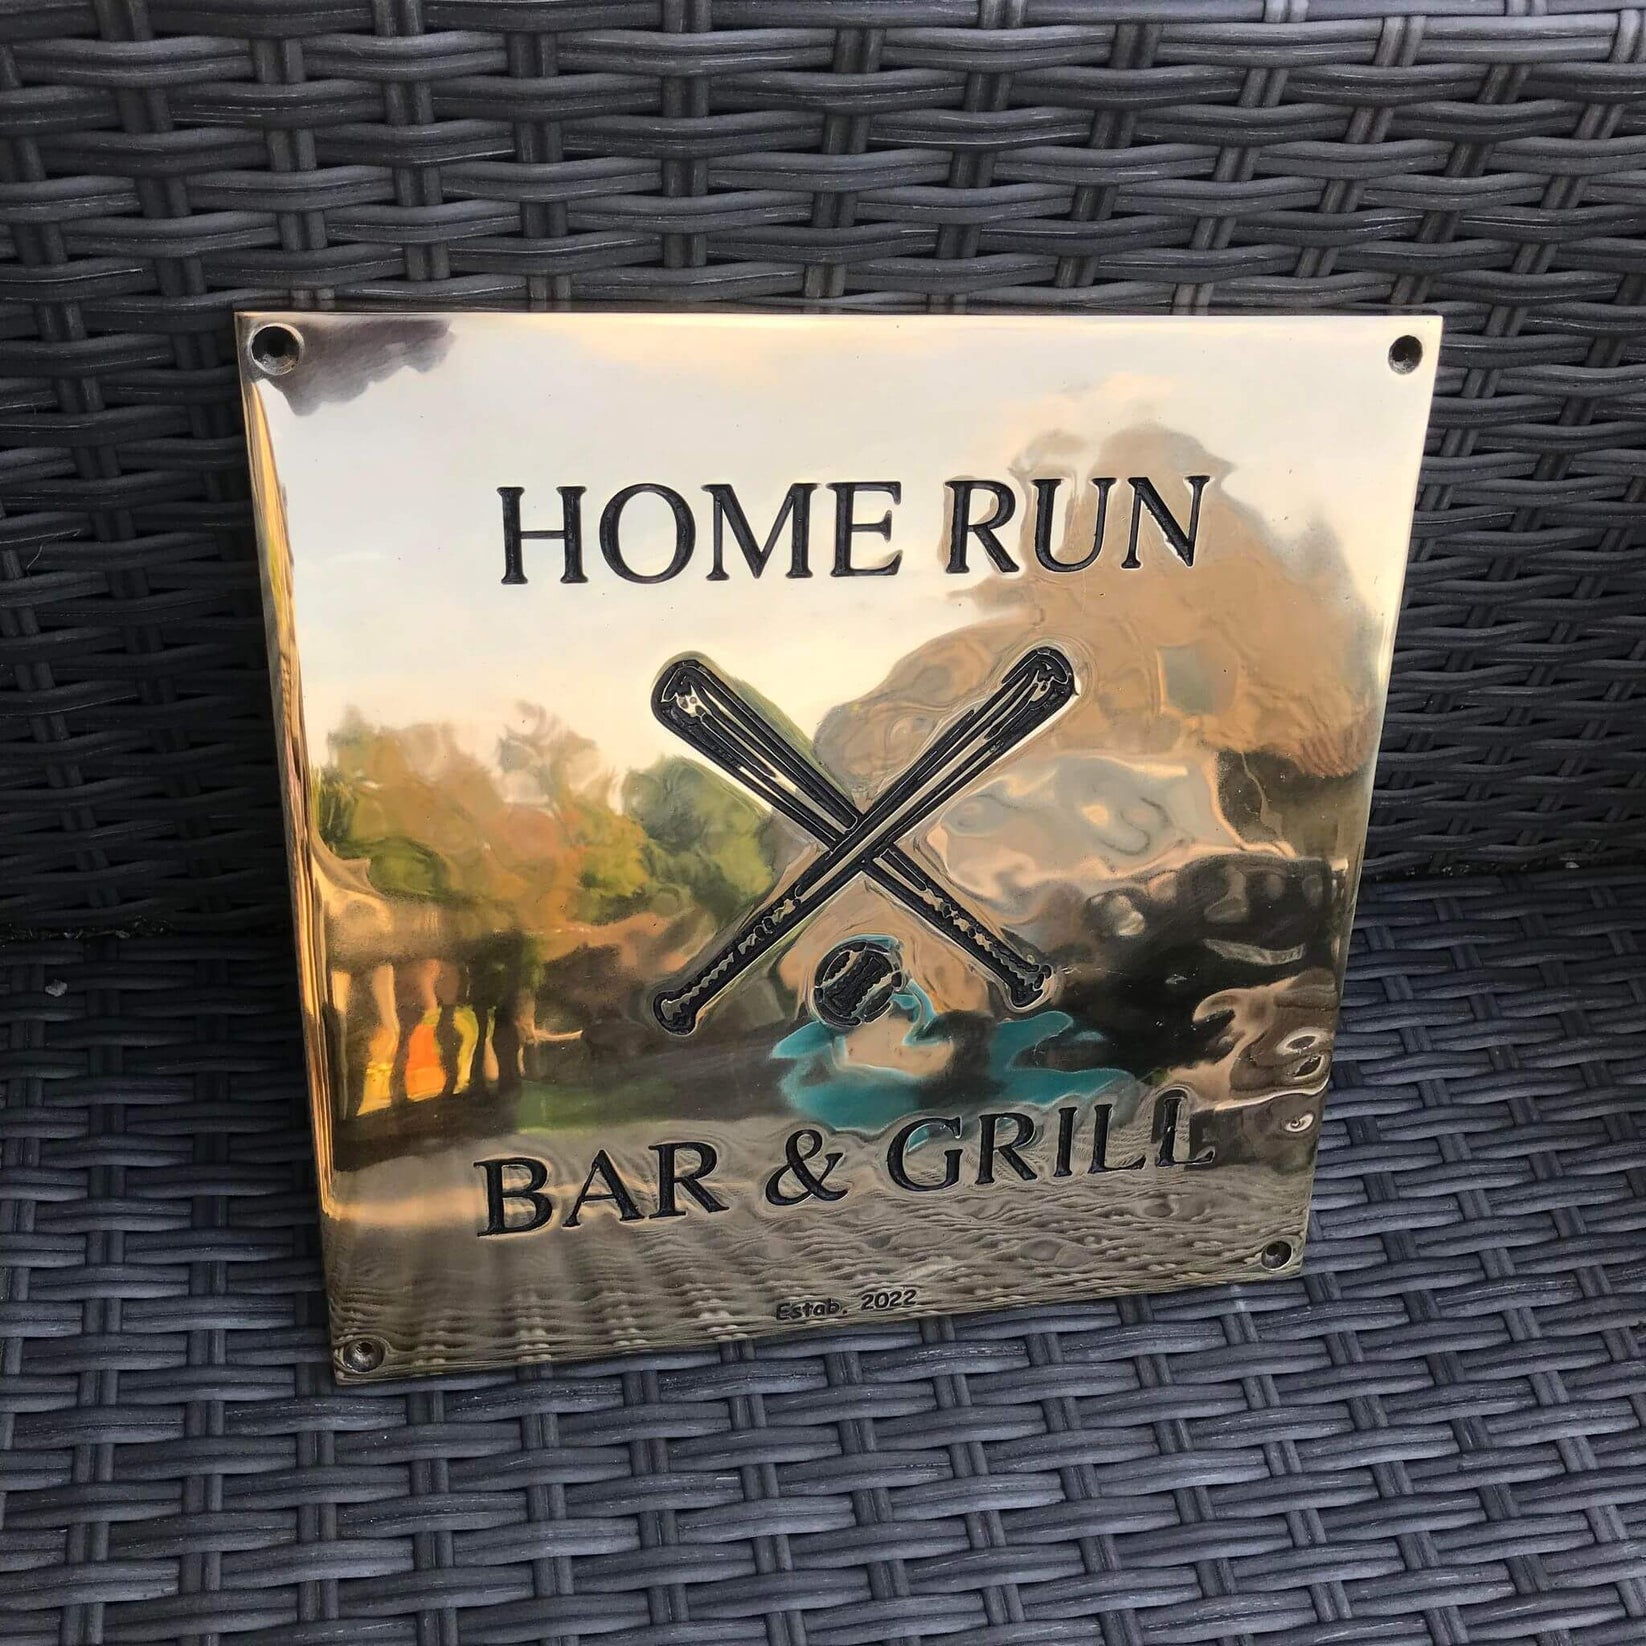 HOME RUN
BAR & GRILL
Estab. 2022